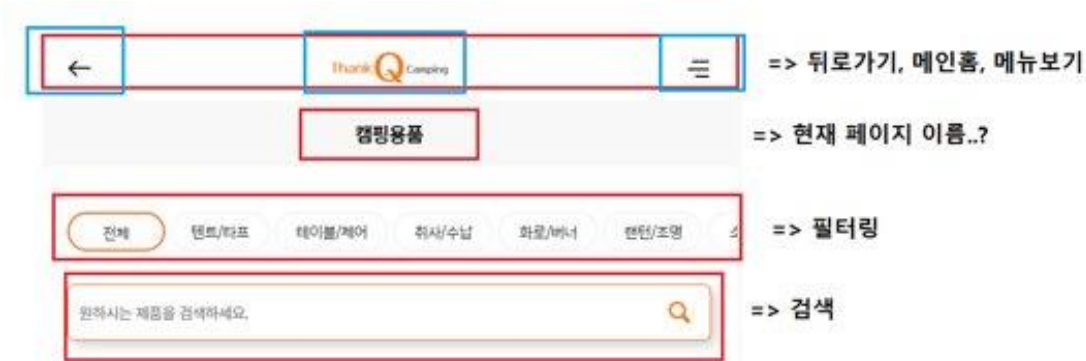 ← Thank Q Camping => 뒤로가기, 메인홈, 메뉴보기
캠핑용품 => 현재 페이지 이름..?
전체 텐트/타프 테이블/체어 취사/수납 화로/버너 랜턴/조명 => 필터링
원하시는 제품을 검색하세요. => 검색